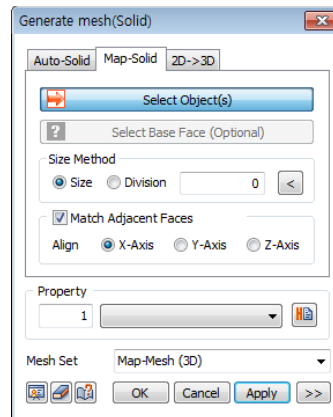 Generate mesh(Solid)
Auto-Solid Map-Solid 2D->3D
Select Object(s)
? Select Base Face (Optional)
Size Method
Size Division 0 <
Match Adjacent Faces
Align X-Axis Y-Axis Z-Axis
Property
1
Mesh Set Map-Mesh (3D)
OK Cancel Apply >>